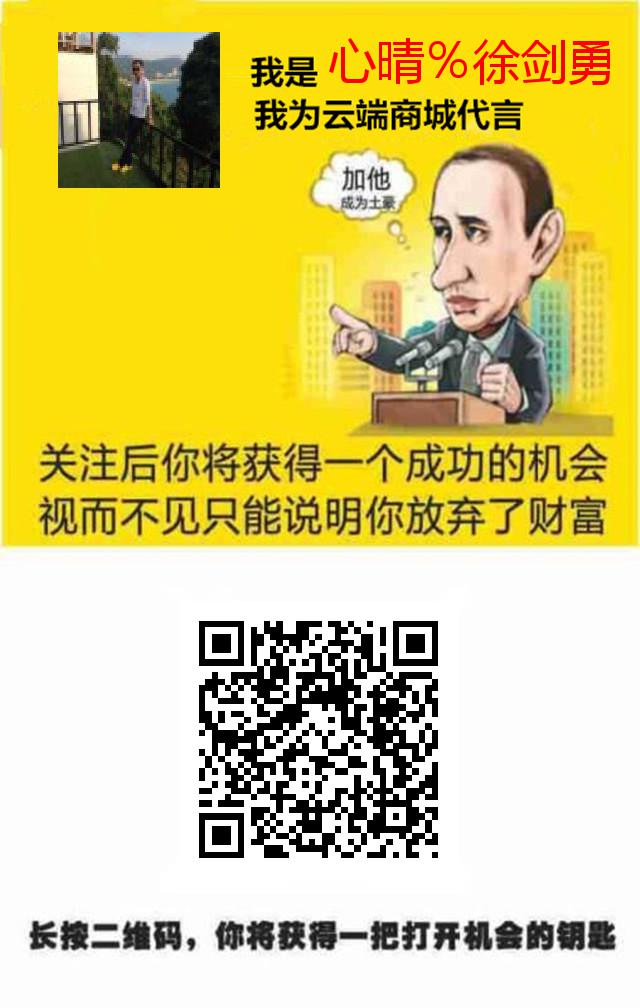 我是 心晴%徐剑勇
我为云端商城代言
加他
成为土豪
关注后你将获得一个成功的机会
视而不见只能说明你放弃了财富
长按二维码，你将获得一把打开机会的钥匙